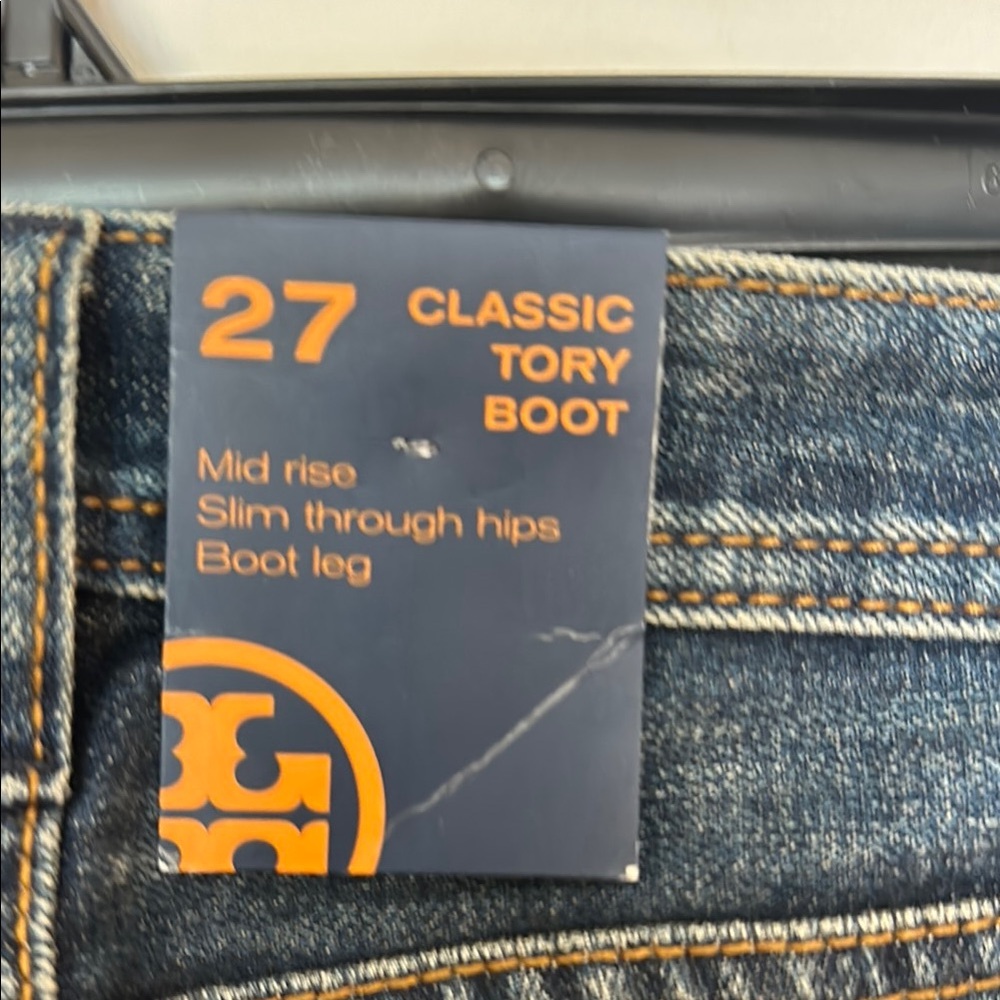 27
CLASSIC
TORY
BOOT
Mid rise
Slim through hips
Boot leg